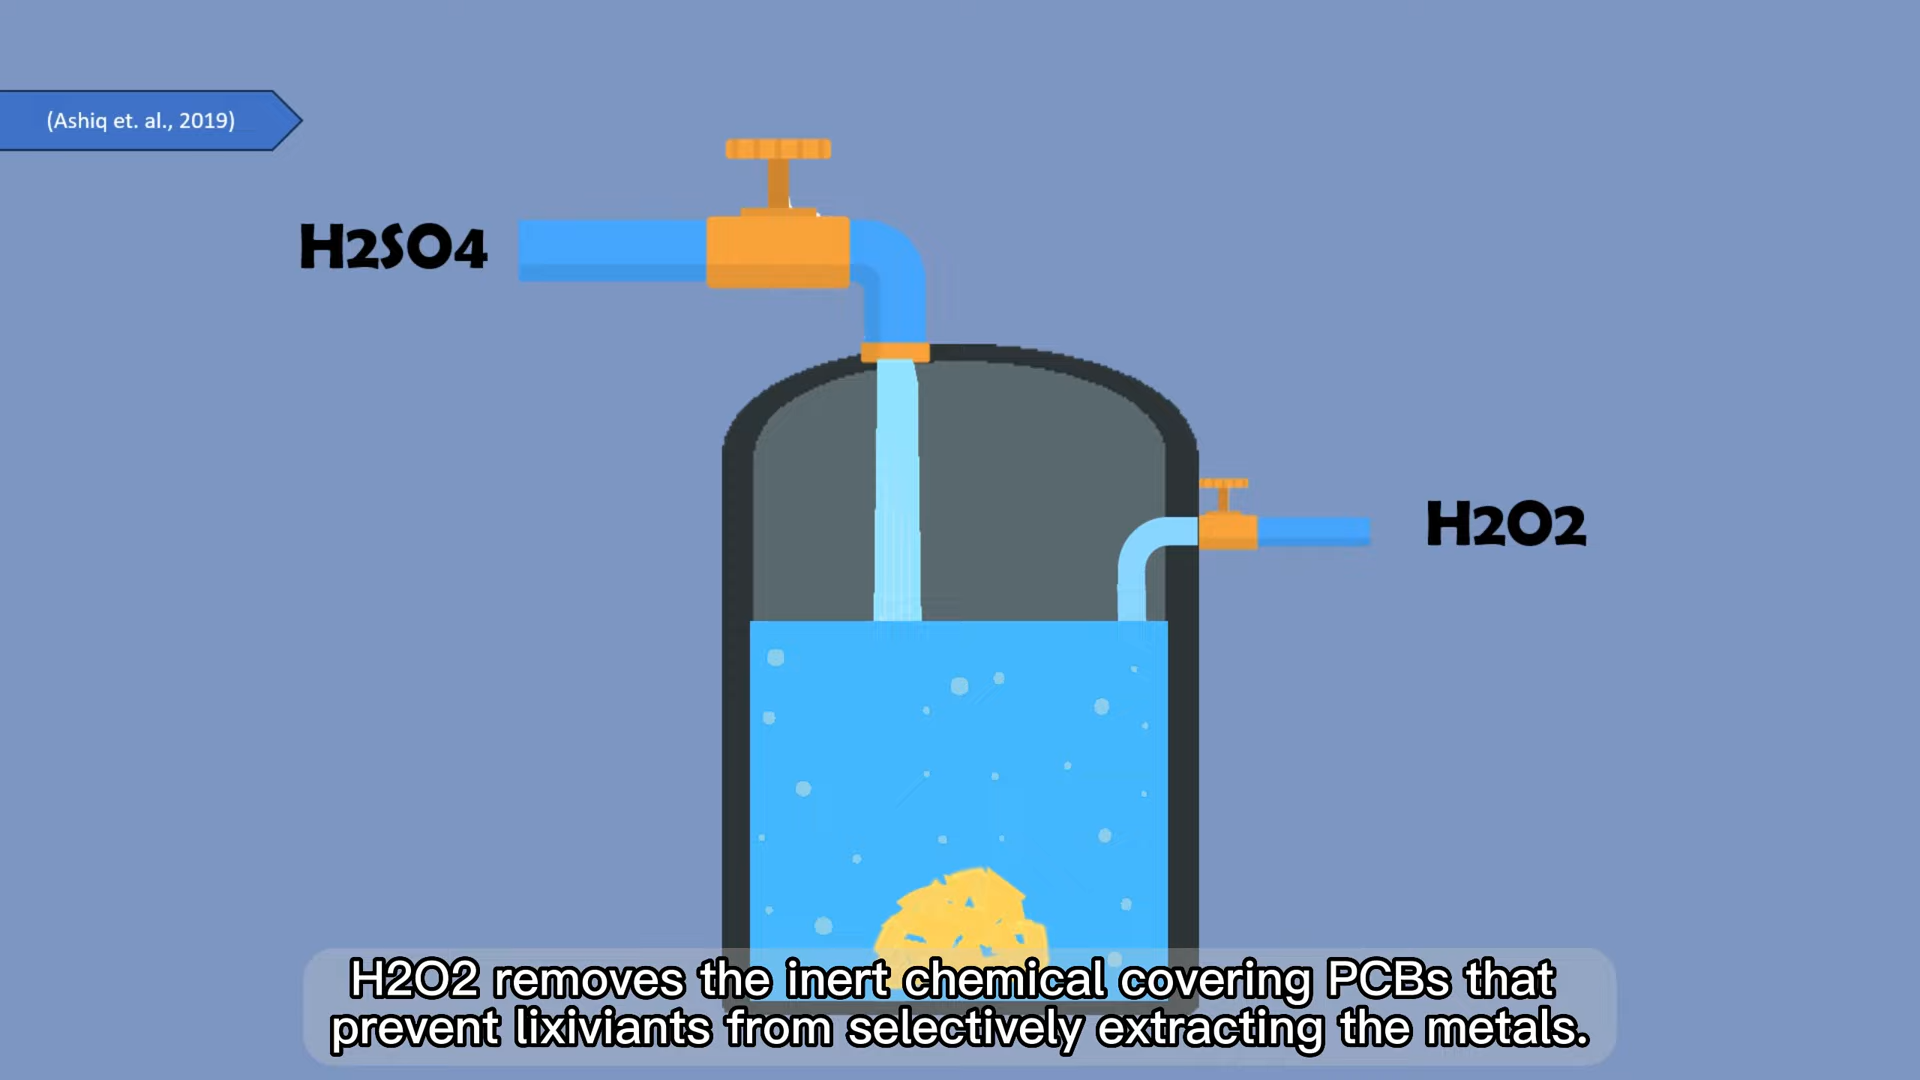 (Ashiq et. al., 2019)
H2SO4
H2O2
H2O2 removes the inert chemical covering PCBs that
prevent lixiviants from selectively extracting the metals.